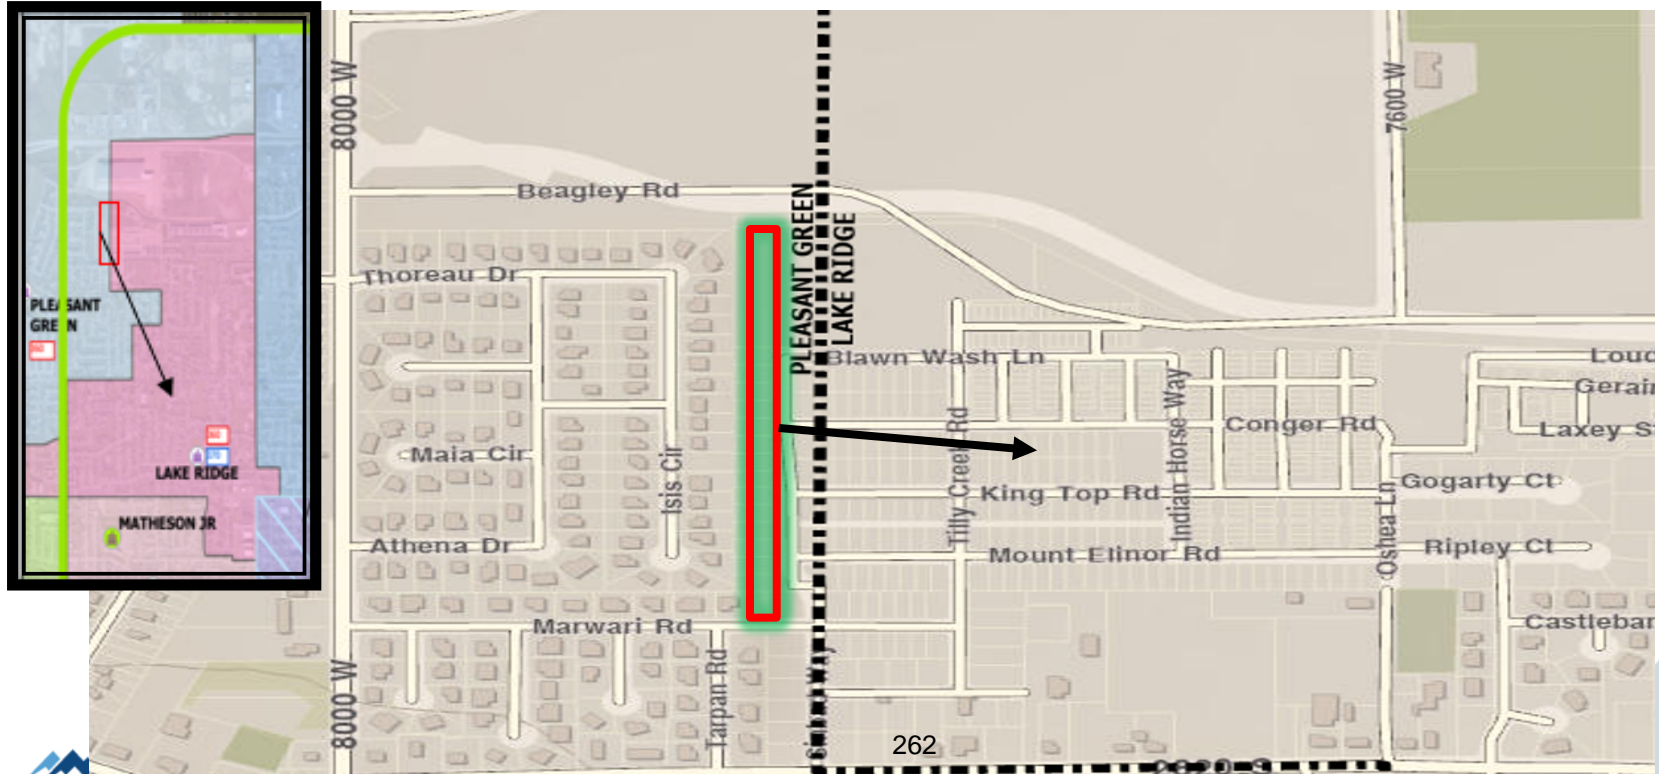 8000 W
7600 W
Beagley Rd
PLEASANT GREEN
LAKE RIDGE
Thoreau Dr
PLEASANT
GREEN
Blawn Wash Ln
Conger Rd
Maia Cir
Isis Cir
Tilly Creek Rd
Indian Horse Way
King Top Rd
Gogarty Ct
LAKE RIDGE
MATHESON JR
Athena Dr
Mount Elinor Rd
Oshea Ln
Ripley Ct
Marwari Rd
8000 W
Tarpan Rd
262